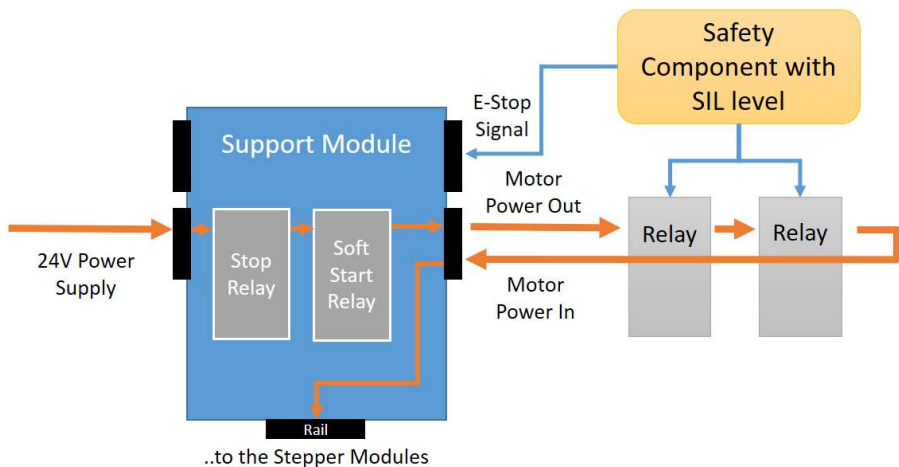 Safety
Component with
SIL level
E-Stop
Signal
Support Module
Motor
Power Out
24V Power
Supply
Stop
Relay
Soft
Start
Relay
Relay
Relay
Motor
Power In
Rail
..to the Stepper Modules